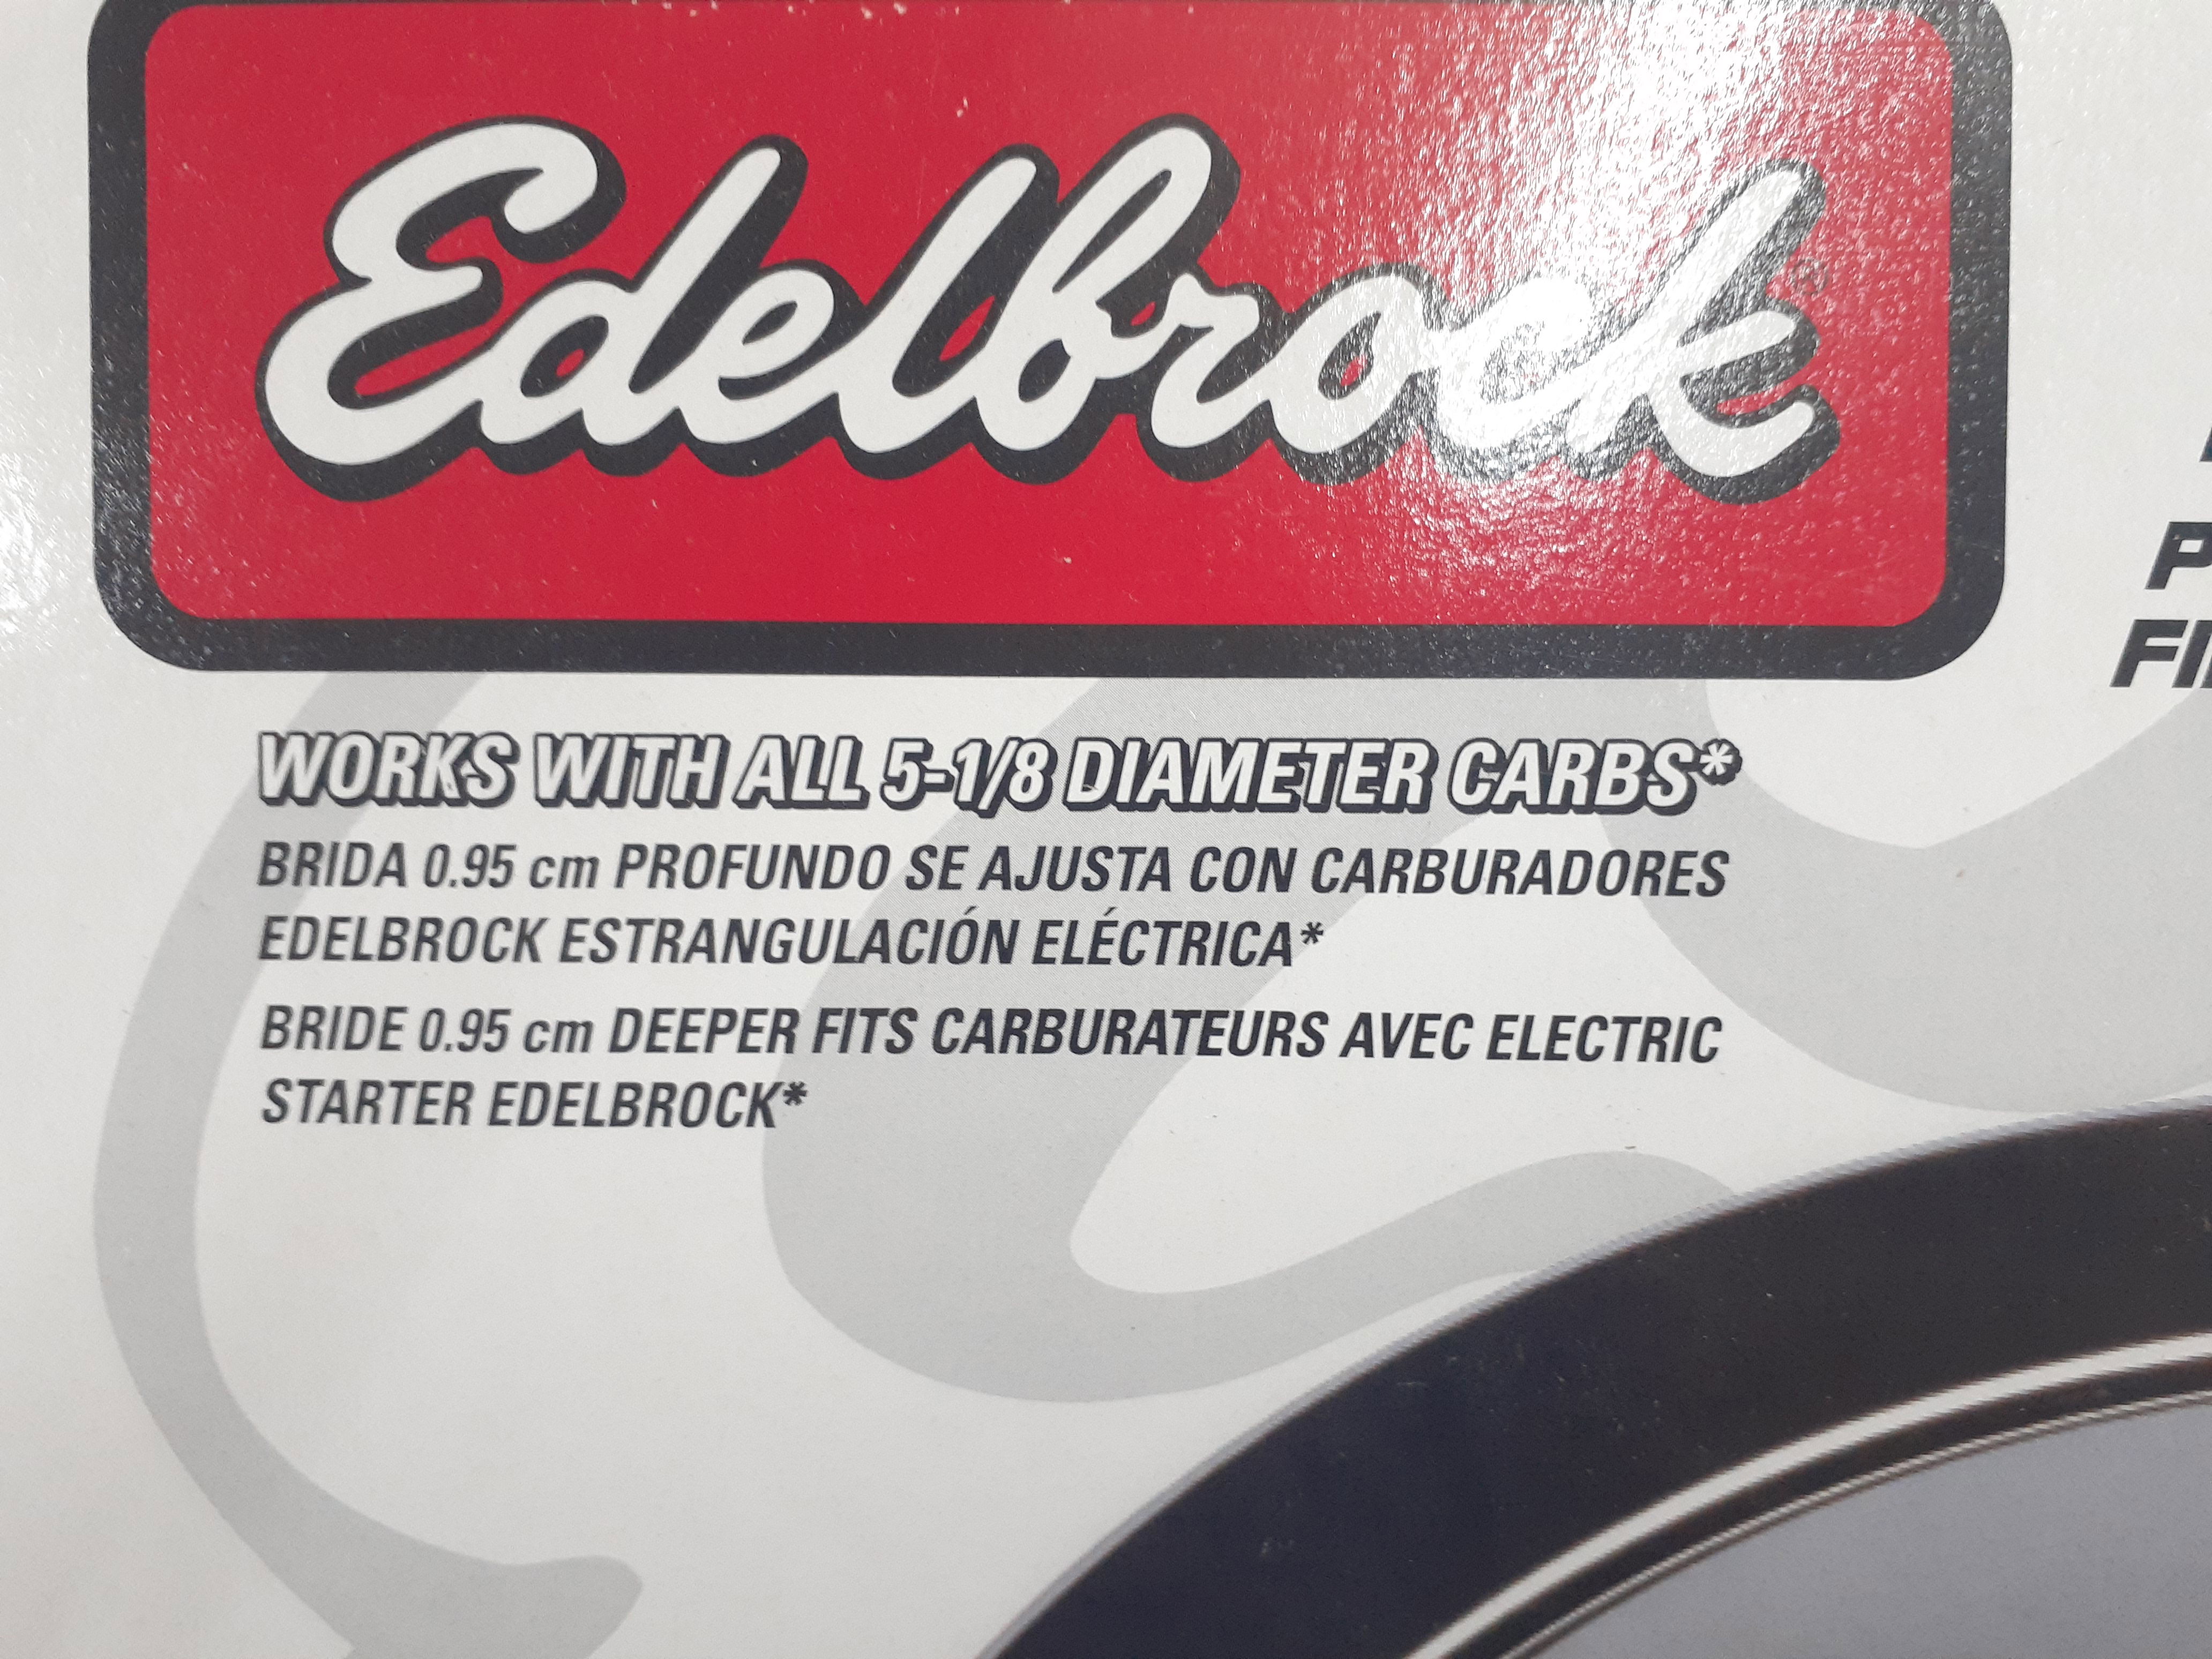 Edelbrock®
WORKS WITH ALL 5-1/8 DIAMETER CARBS*
BRIDA 0.95 cm PROFUNDO SE AJUSTA CON CARBURADORES
EDELBROCK ESTRANGULACIÓN ELÉCTRICA*
BRIDE 0.95 cm DEEPER FITS CARBURATEURS AVEC ELECTRIC
STARTER EDELBROCK*